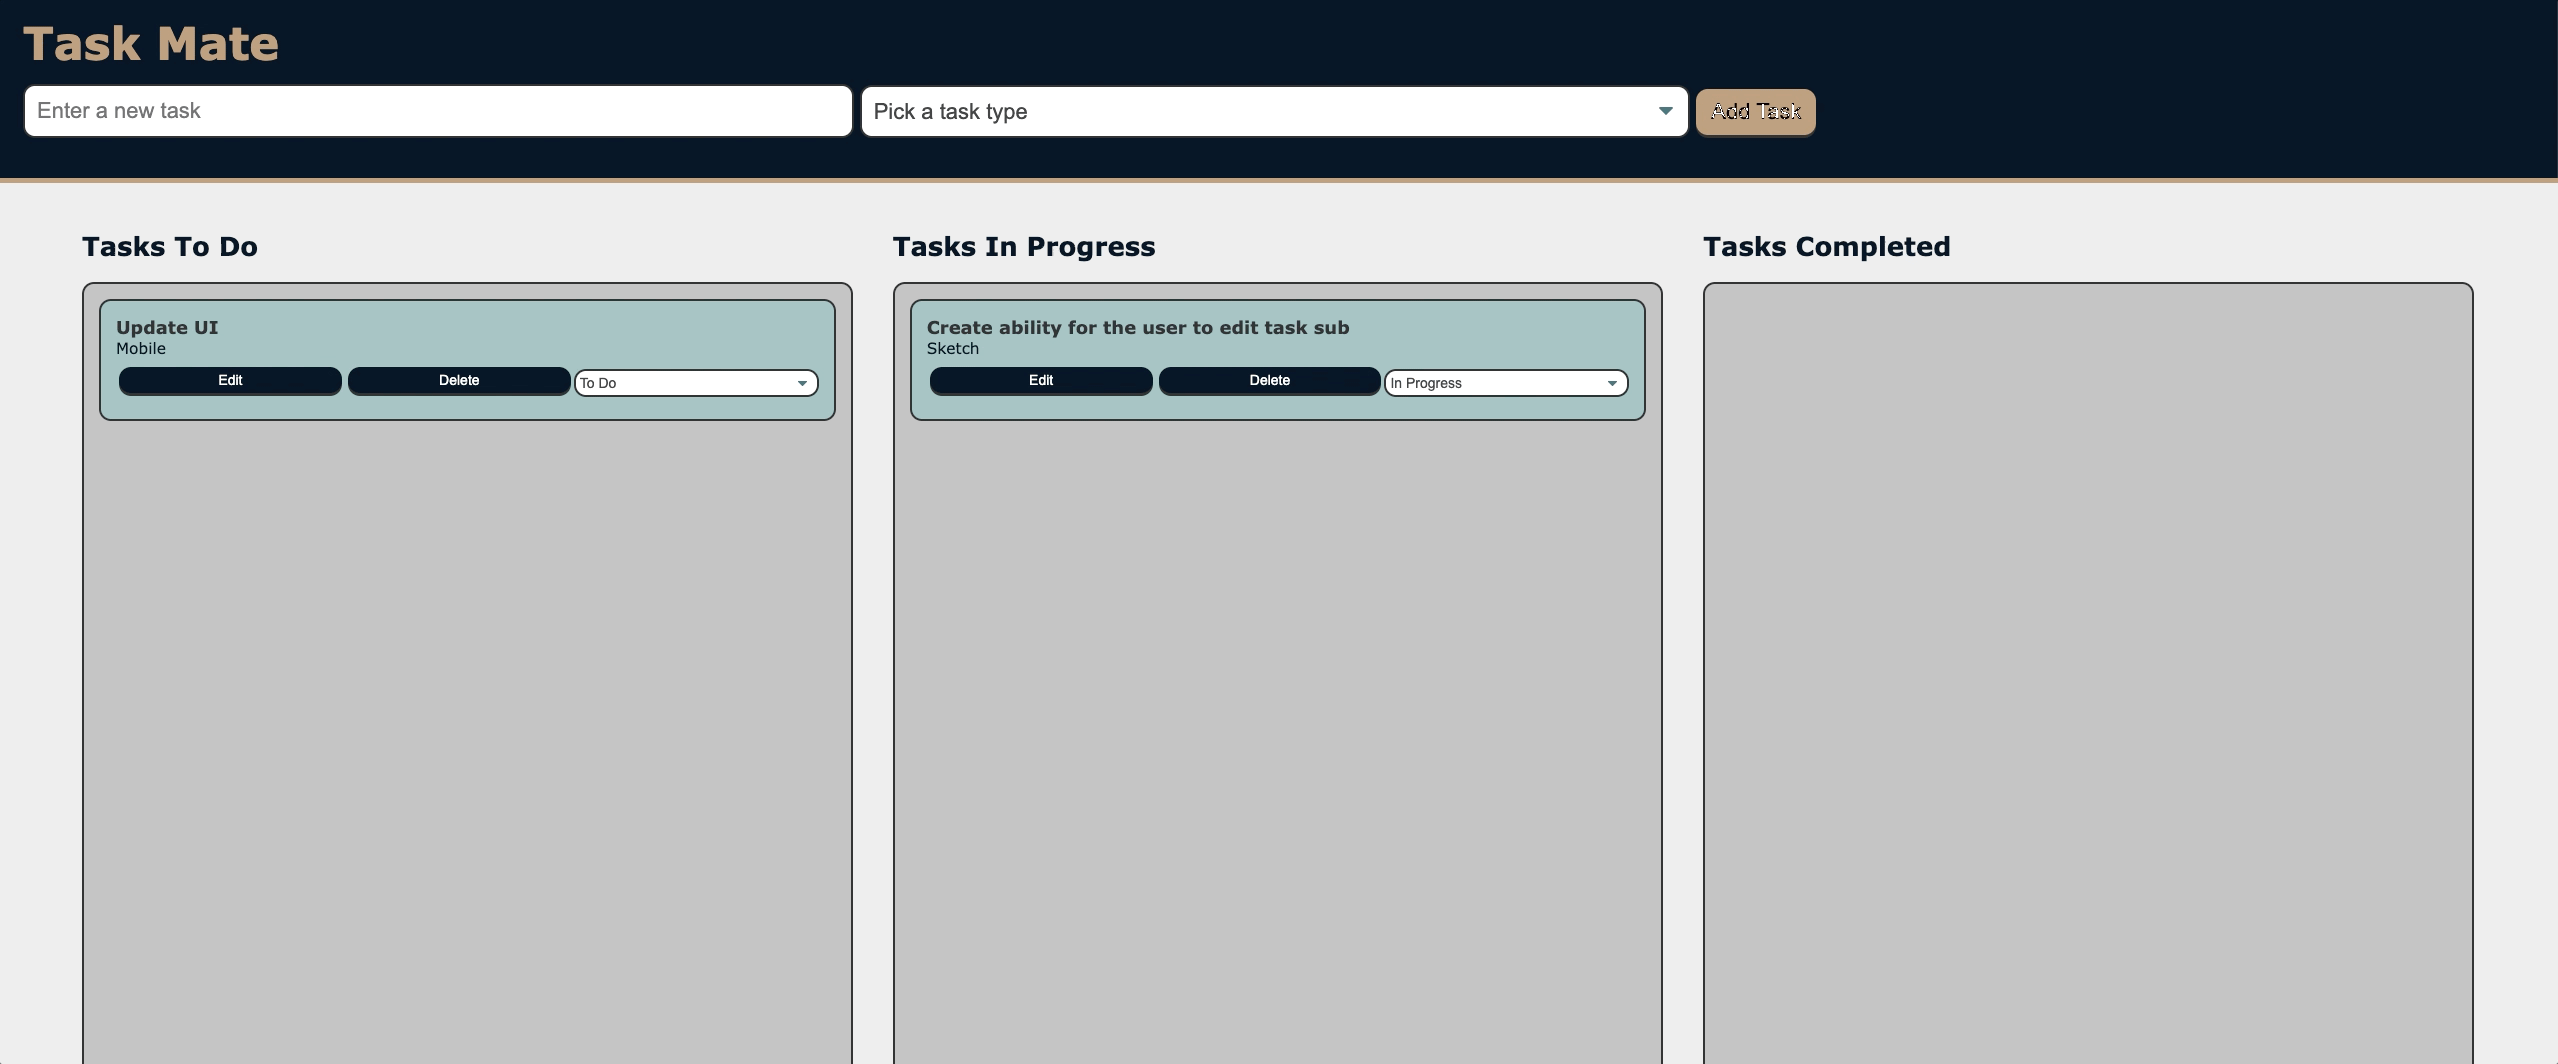 Task Mate
Enter a new task
Pick a task type
Add Task
Tasks To Do
Update UI
Mobile
Edit
Delete
To Do
Tasks In Progress
Create ability for the user to edit task sub
Sketch
Edit
Delete
In Progress
Tasks Completed